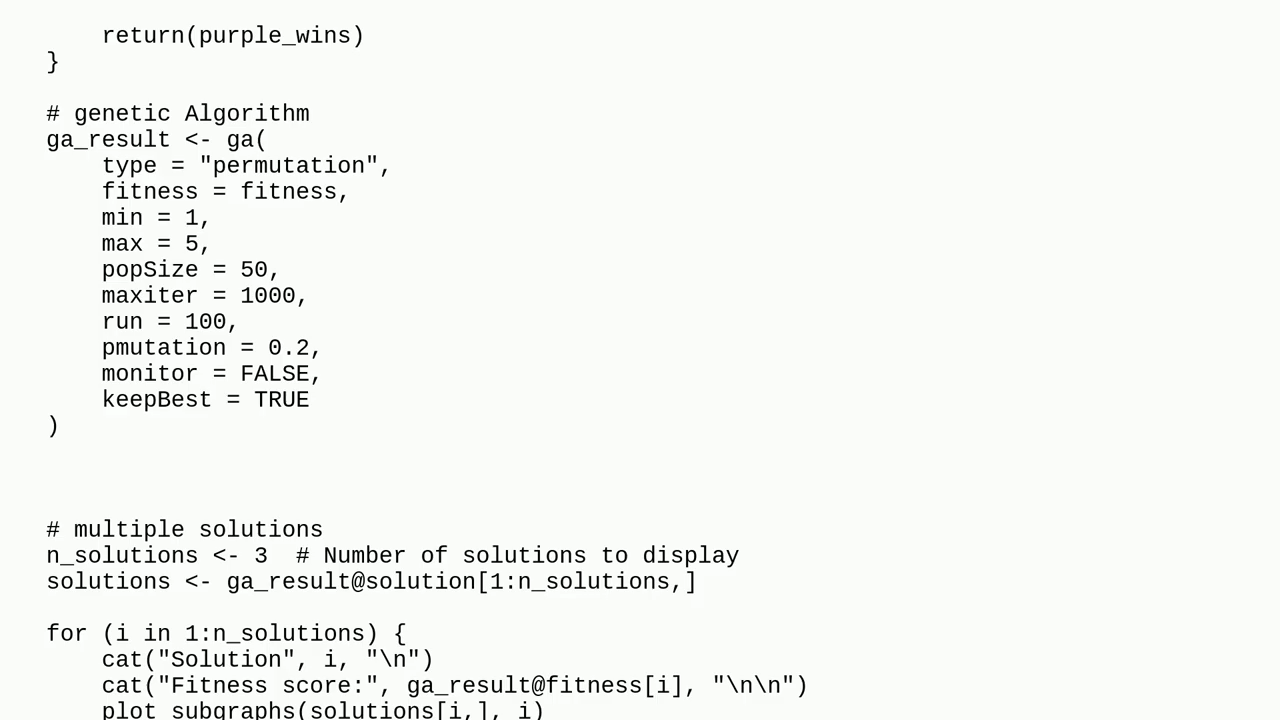 return(purple_wins)
}

# genetic Algorithm
ga_result <- ga(
    type = "permutation",
    fitness = fitness,
    min = 1,
    max = 5,
    popSize = 50,
    maxiter = 1000,
    run = 100,
    pmutation = 0.2,
    monitor = FALSE,
    keepBest = TRUE
)

# multiple solutions
n_solutions <- 3  # Number of solutions to display
solutions <- ga_result@solution[1:n_solutions,]

for (i in 1:n_solutions) {
    cat("Solution", i, "\n")
    cat("Fitness score:", ga_result@fitness[i], "\n\n")
    plot_subgraphs(solutions[i,], i)